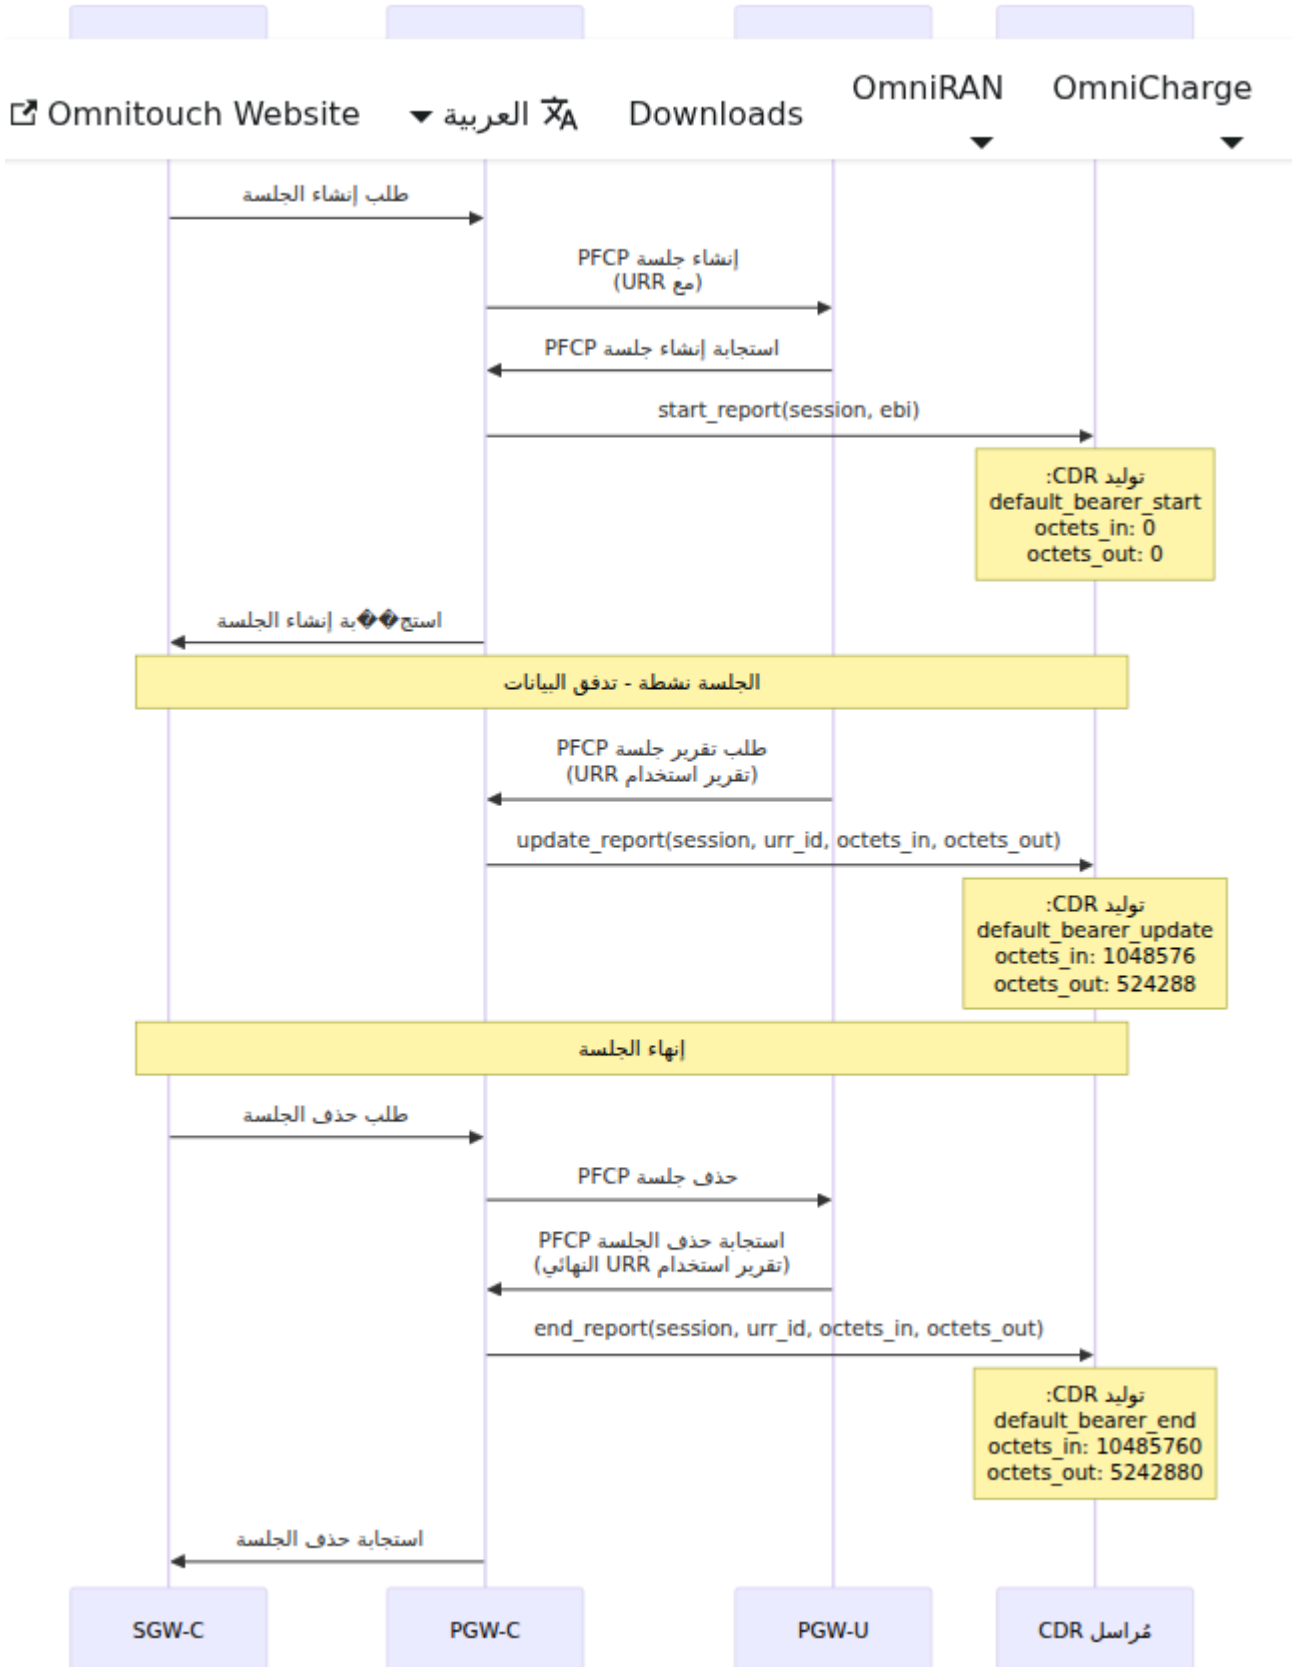 OmniRAN
OmniCharge
Omnitouch Website
العربية
Downloads
طلب إنشاء الجلسة
إنشاء جلسة PFCP
(مع URR)
استجابة إنشاء جلسة PFCP
start_report(session, ebi)
توليد CDR:
default_bearer_start
octets_in: 0
octets_out: 0
استج��بة إنشاء الجلسة
الجلسة نشطة - تدفق البيانات
طلب تقرير جلسة PFCP
(تقرير استخدام URR)
update_report(session, urr_id, octets_in, octets_out)
توليد CDR:
default_bearer_update
octets_in: 1048576
octets_out: 524288
إنهاء الجلسة
طلب حذف الجلسة
حذف جلسة PFCP
استجابة حذف الجلسة PFCP
(تقرير استخدام URR النهائي)
end_report(session, urr_id, octets_in, octets_out)
توليد CDR:
default_bearer_end
octets_in: 10485760
octets_out: 5242880
استجابة حذف الجلسة
SGW-C
PGW-C
PGW-U
مُراسل CDR